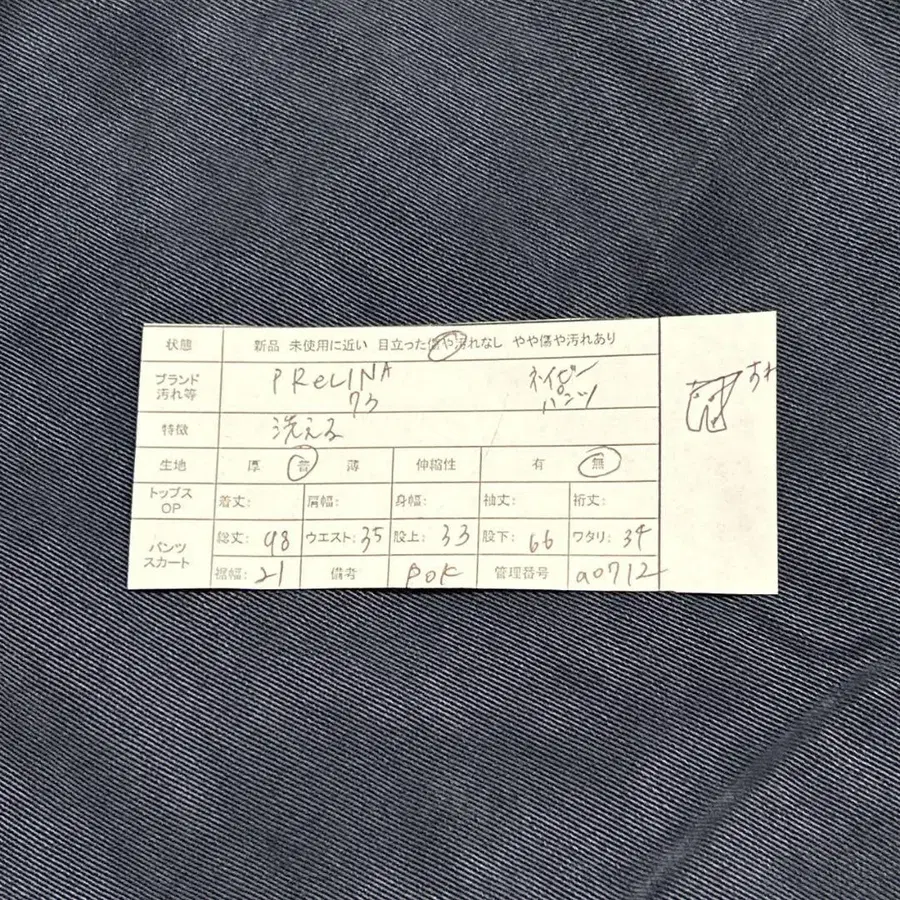 状態 新品 未使用に近い 目立った傷や汚れなし やや傷や汚れあり
ブランド 汚れ等 PReLINA ネイビー
73 パンツ
特徴 洗える
生地 厚 普 薄 伸縮性 有 無
トップス OP 着丈: 肩幅: 身幅: 袖丈: 裄丈:
パンツ スカート 総丈: 98 ウエスト: 35 股上: 33 股下: 66 ワタリ: 34
裾幅: 21 備考 POK 管理番号 a0712